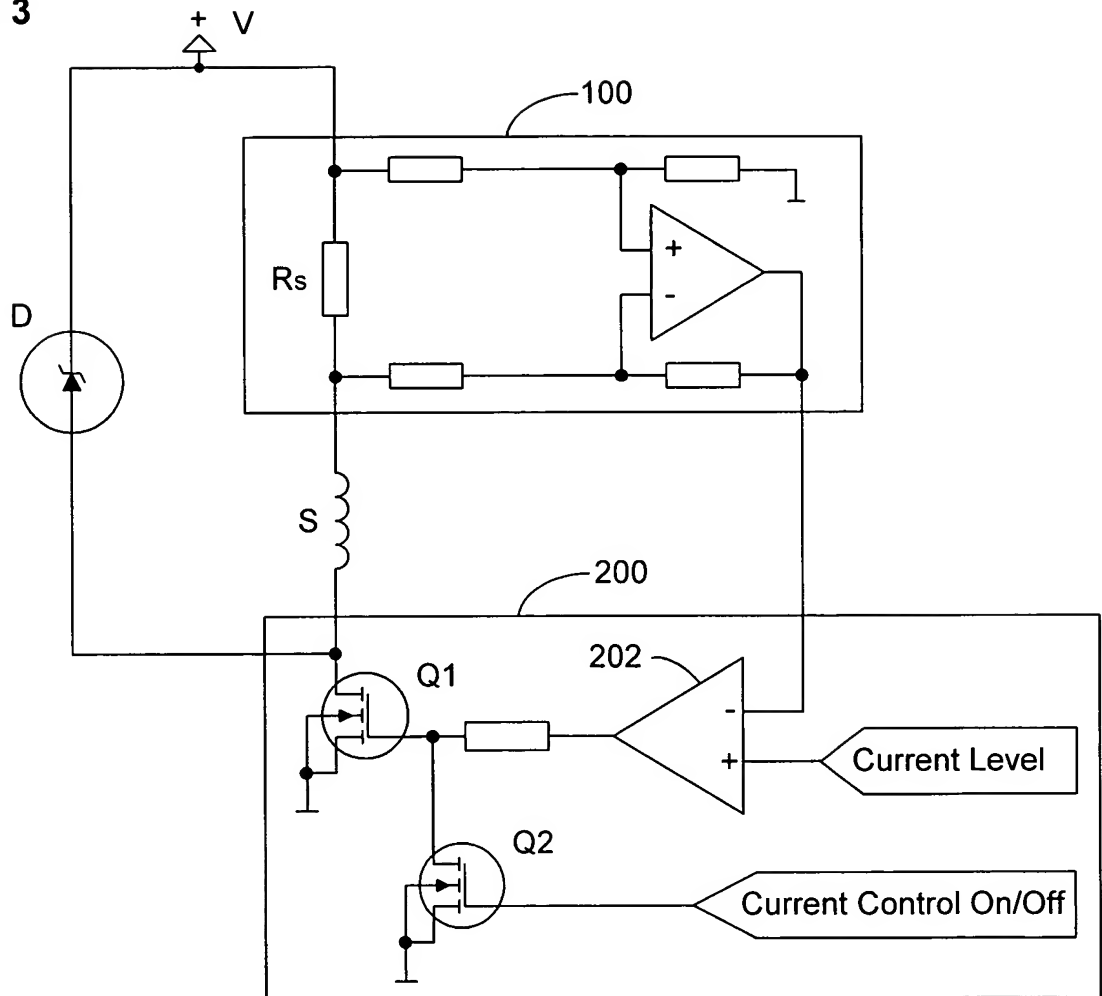 3
+ V
100
Rs
+
-
D
S
200
202
Q1
-
+
Current Level
Q2
Current Control On/Off